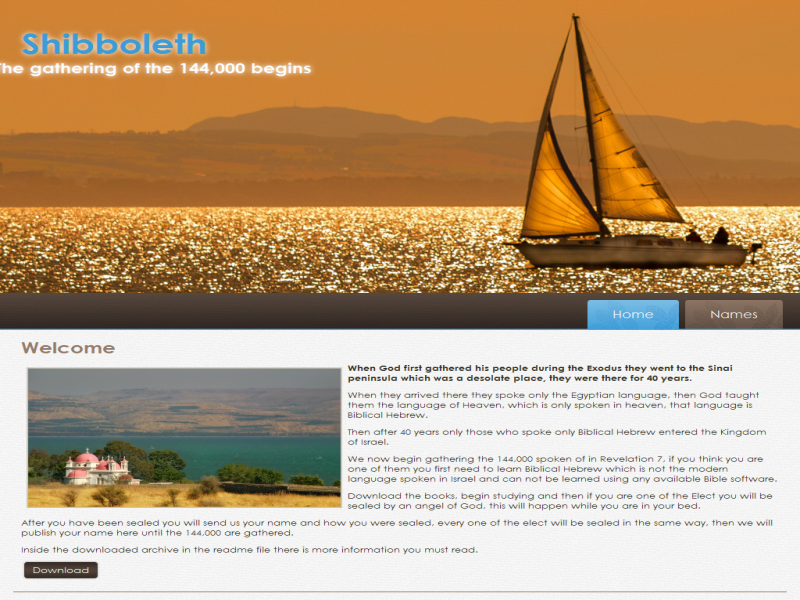 Shibboleth
The gathering of the 144,000 begins
Home
Names
Welcome
When God first gathered his people during the Exodus they went to the Sinai
peninsula which was a desolate place, they were there for 40 years.
When they arrived there they spoke only the Egyptian language, then God taught
them the language of Heaven, which is only spoken in heaven, that language is
Biblical Hebrew.
Then after 40 years only those who spoke only Biblical Hebrew entered the Kingdom
of Israel.
We now begin gathering the 144,000 spoken of in Revelation 7, if you think you are
one of them you first need to learn Biblical Hebrew which is not the modern
language spoken in Israel and can not be learned using any available Bible software.
Download the books, begin studying and then if you are one of the Elect you will be
sealed by an angel of God, this will happen while you are in your bed.
After you have been sealed you will send us your name and how you were sealed, every one of the elect will be sealed in the same way, then we will
publish your name here until the 144,000 are gathered.
Inside the downloaded archive in the readme file there is more information you must read.
Download